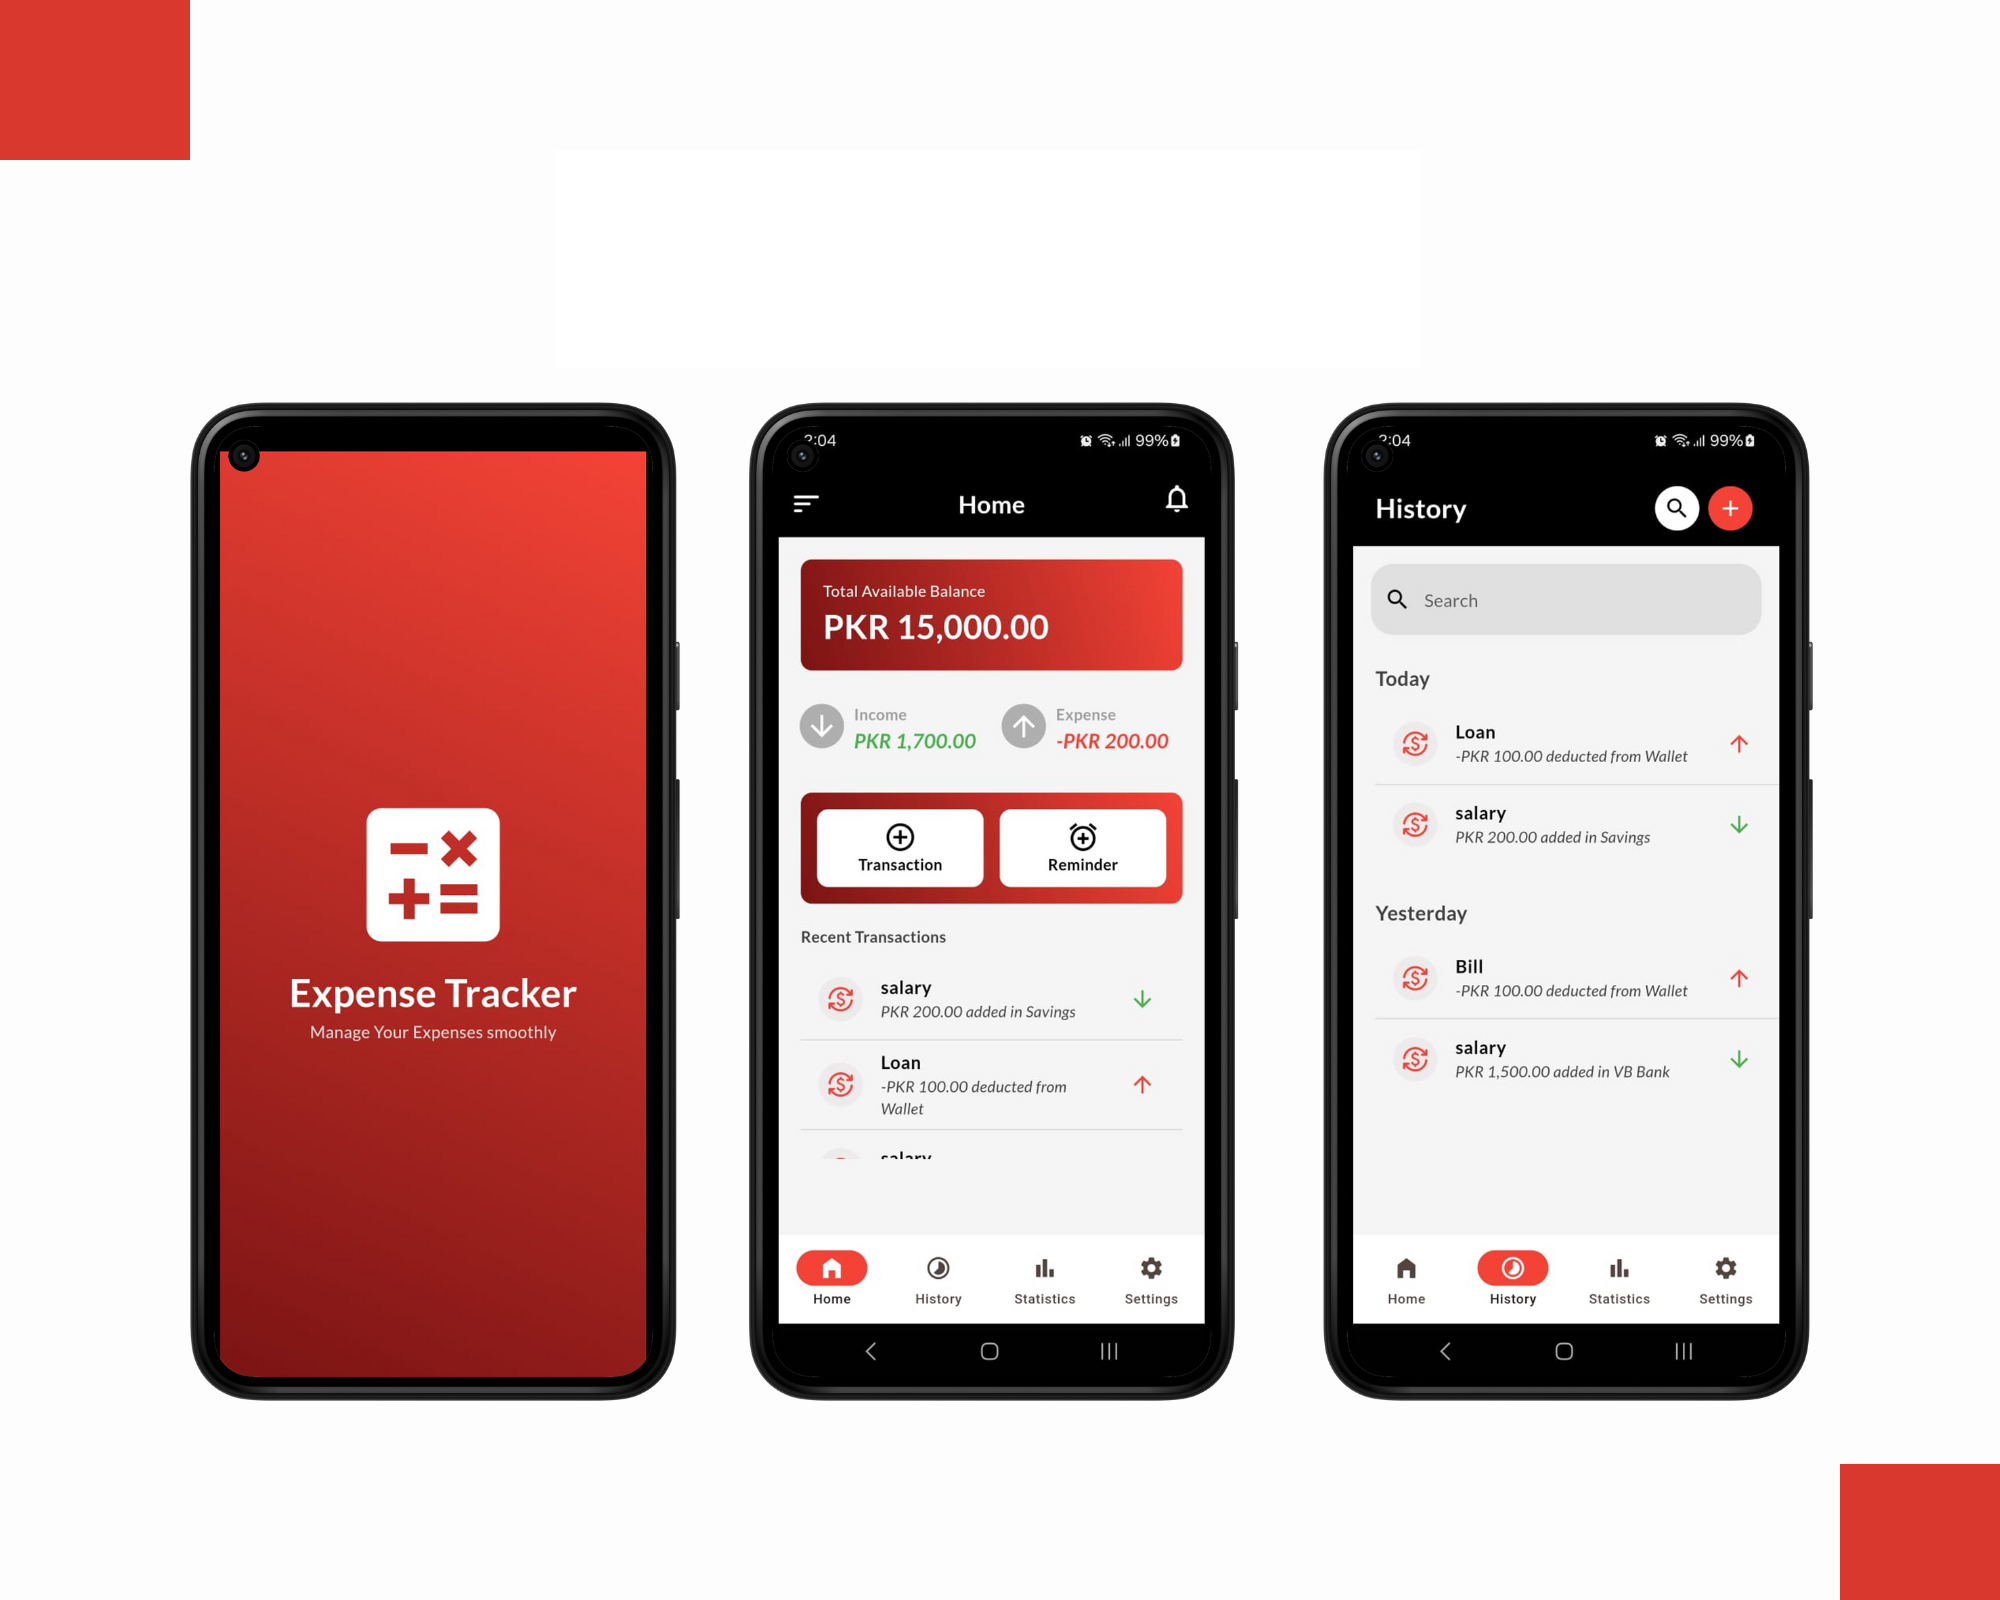 Expense Tracker
Manage Your Expenses smoothly
:04
99%
Home
Total Available Balance
PKR 15,000.00
Income
PKR 1,700.00
Expense
-PKR 200.00
Transaction
Reminder
Recent Transactions
salary
PKR 200.00 added in Savings
Loan
-PKR 100.00 deducted from
Wallet
salary
Home
History
Statistics
Settings
:04
99%
History
Search
Today
Loan
-PKR 100.00 deducted from Wallet
salary
PKR 200.00 added in Savings
Yesterday
Bill
-PKR 100.00 deducted from Wallet
salary
PKR 1,500.00 added in VB Bank
Home
History
Statistics
Settings